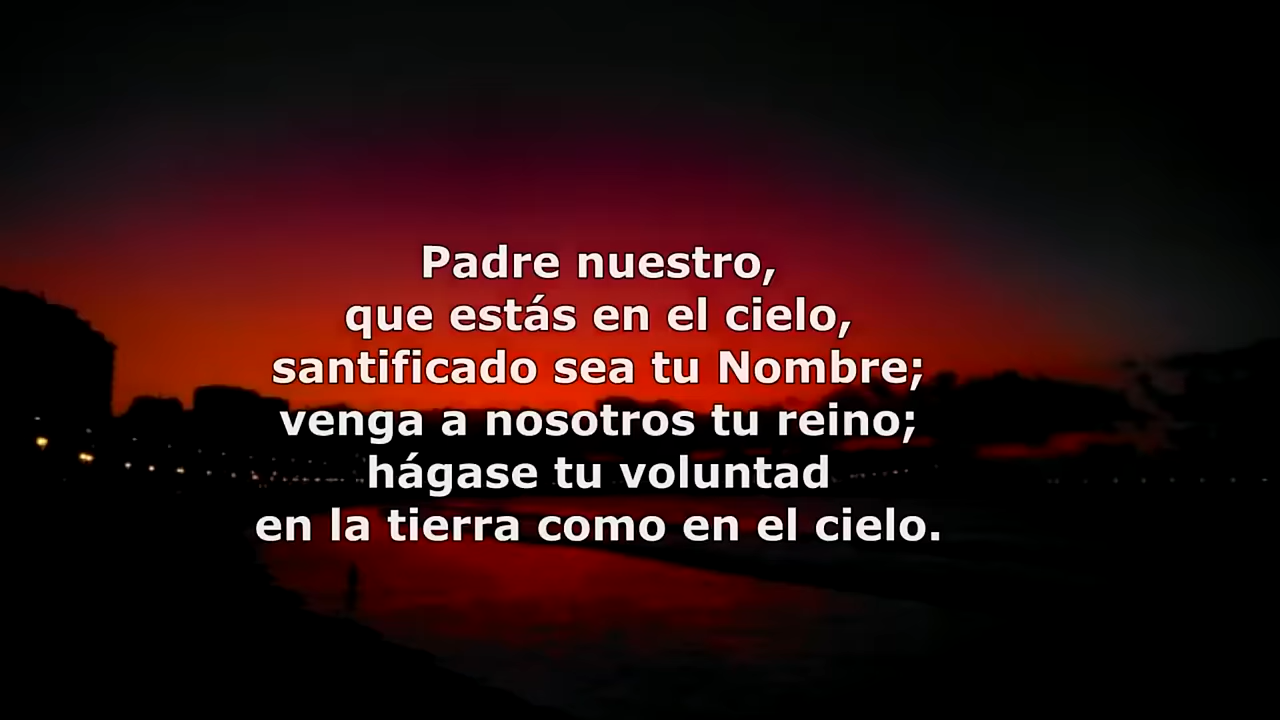 Padre nuestro,
que estás en el cielo,
santificado sea tu Nombre;
venga a nosotros tu reino;
hágase tu voluntad
en la tierra como en el cielo.